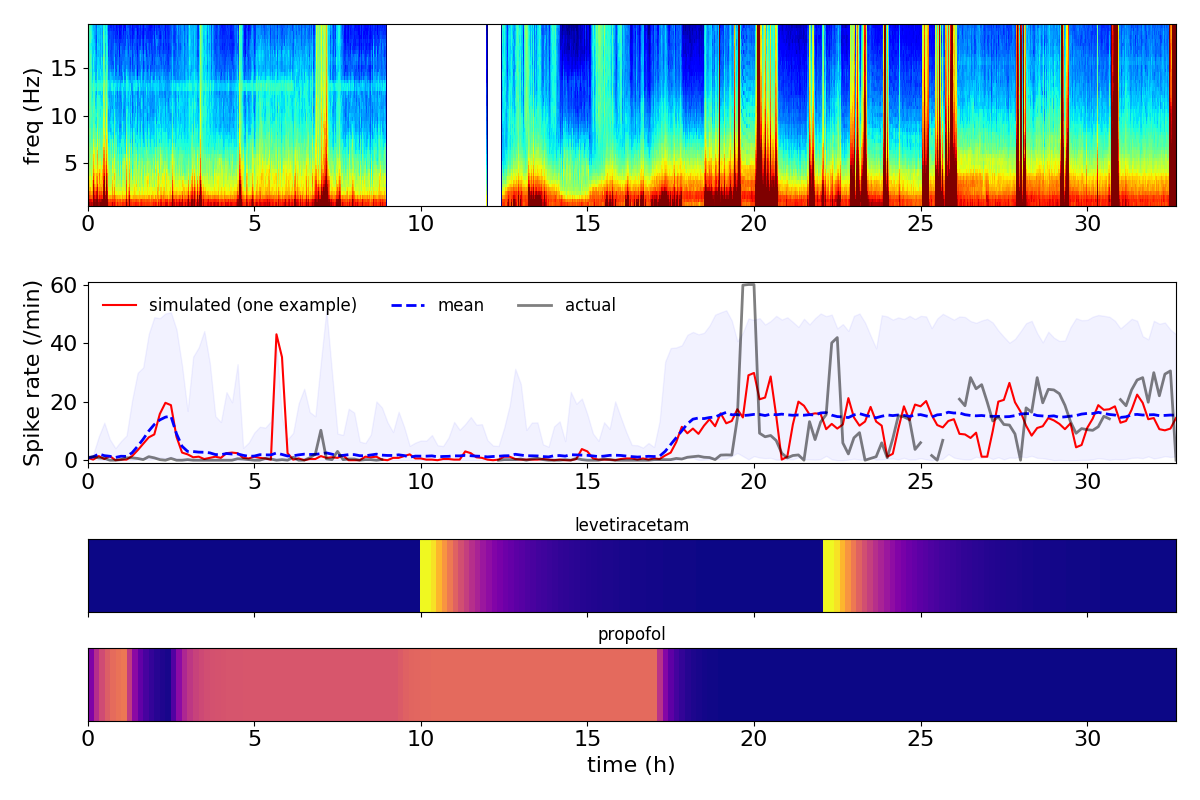 freq (Hz)
15
10
5
0 5 10 15 20 25 30
Spike rate (/min)
60
40
20
0
simulated (one example) mean actual
0 5 10 15 20 25 30
levetiracetam
propofol
0 5 10 15 20 25 30
time (h)